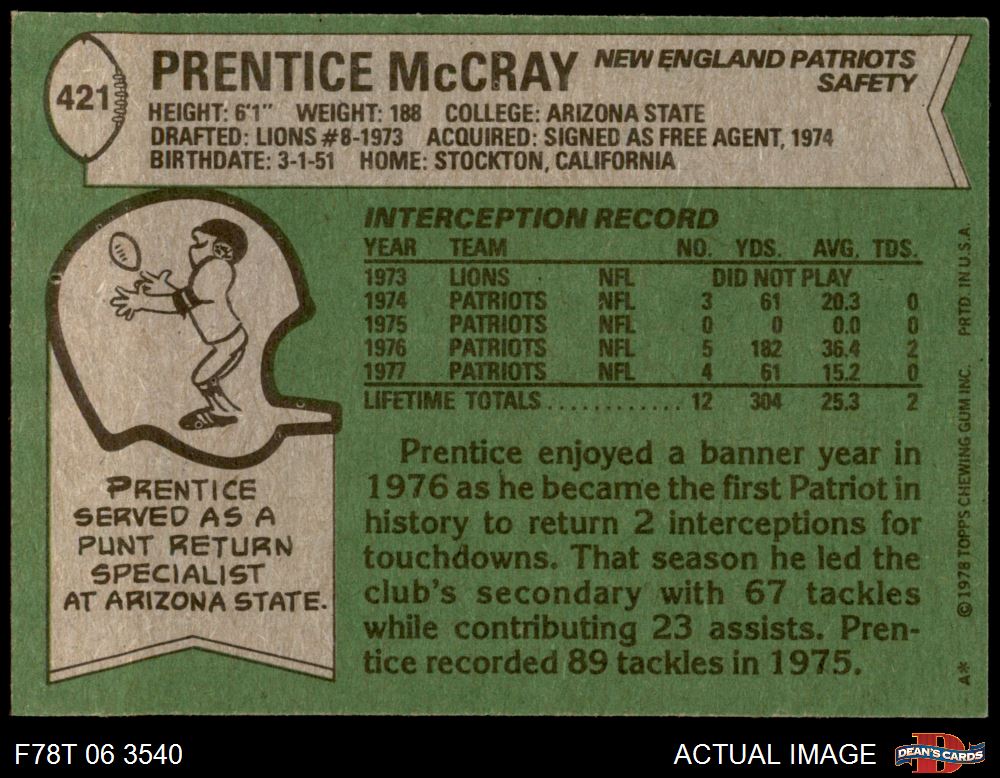 421
PRENTICE McCRAY NEW ENGLAND PATRIOTS
SAFETY
HEIGHT: 6'1" WEIGHT: 188 COLLEGE: ARIZONA STATE
DRAFTED: LIONS #8-1973 ACQUIRED: SIGNED AS FREE AGENT, 1974
BIRTHDATE: 3-1-51 HOME: STOCKTON, CALIFORNIA
INTERCEPTION RECORD
YEAR TEAM NO. YDS. AVG. TDS.
1973 LIONS NFL DID NOT PLAY
1974 PATRIOTS NFL 3 61 20.3 0
1975 PATRIOTS NFL 0 0 0.0 0
1976 PATRIOTS NFL 5 182 36.4 2
1977 PATRIOTS NFL 4 61 15.2 0
LIFETIME TOTALS............ 12 304 25.3 2
Prentice enjoyed a banner year in
1976 as he became the first Patriot in
history to return 2 interceptions for
touchdowns. That season he led the
club's secondary with 67 tackles
while contributing 23 assists. Pren-
tice recorded 89 tackles in 1975.
PRENTICE
SERVED AS A
PUNT RETURN
SPECIALIST
AT ARIZONA STATE.
A* © 1978 TOPPS CHEWING GUM INC. PRTD. IN U.S.A.
F78T 06 3540 ACTUAL IMAGE DEAN'S CARDS